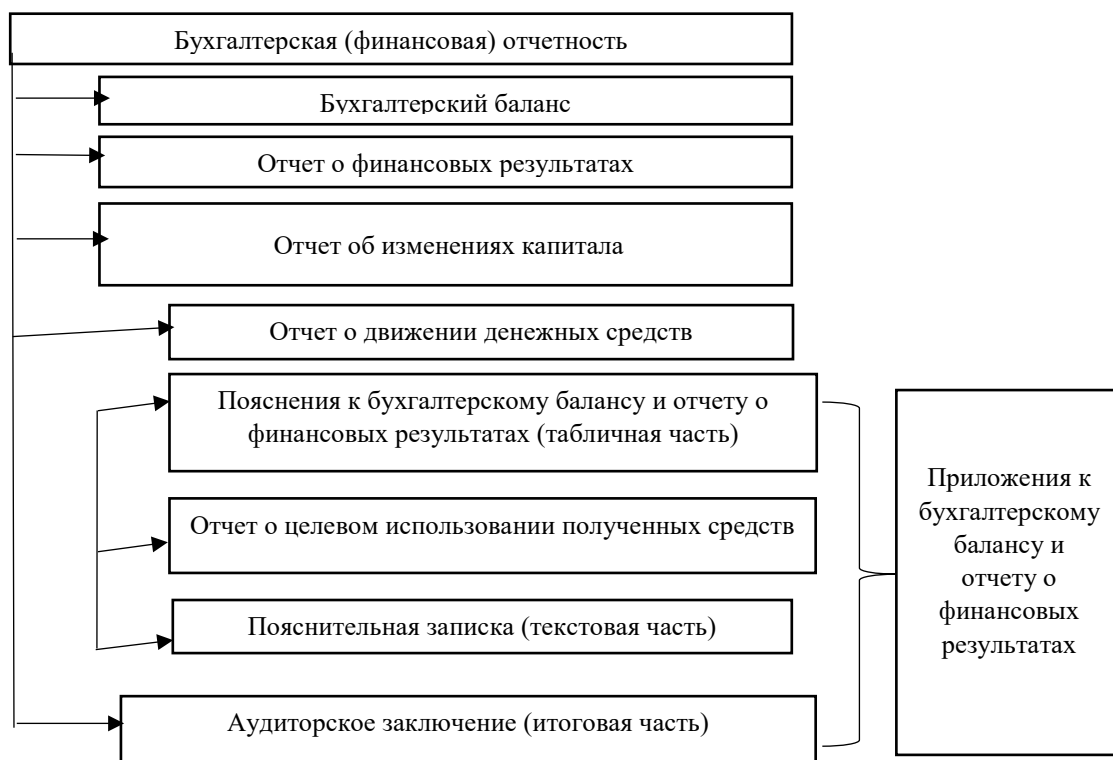 Бухгалтерская (финансовая) отчетность
Бухгалтерский баланс
Отчет о финансовых результатах
Отчет об изменениях капитала
Отчет о движении денежных средств
Пояснения к бухгалтерскому балансу и отчету о
финансовых результатах (табличная часть)
Отчет о целевом использовании полученных средств
Пояснительная записка (текстовая часть)
Аудиторское заключение (итоговая часть)
Приложения к
бухгалтерскому
балансу и
отчету о
финансовых
результатах